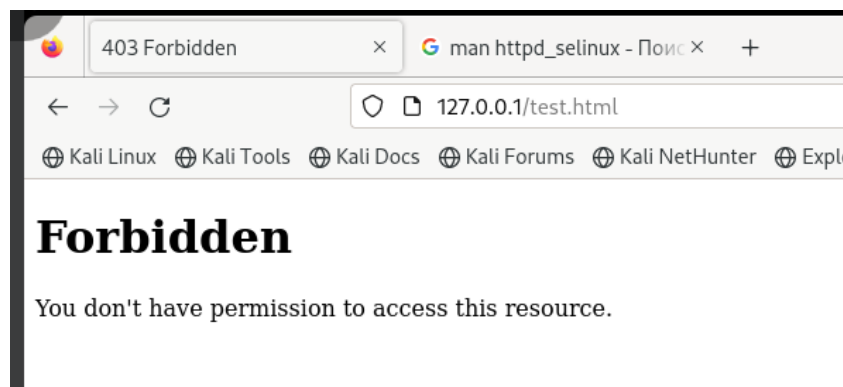 403 Forbidden
man httpd_selinux - Поис
127.0.0.1/test.html
Kali Linux Kali Tools Kali Docs Kali Forums Kali NetHunter Expl
Forbidden
You don't have permission to access this resource.